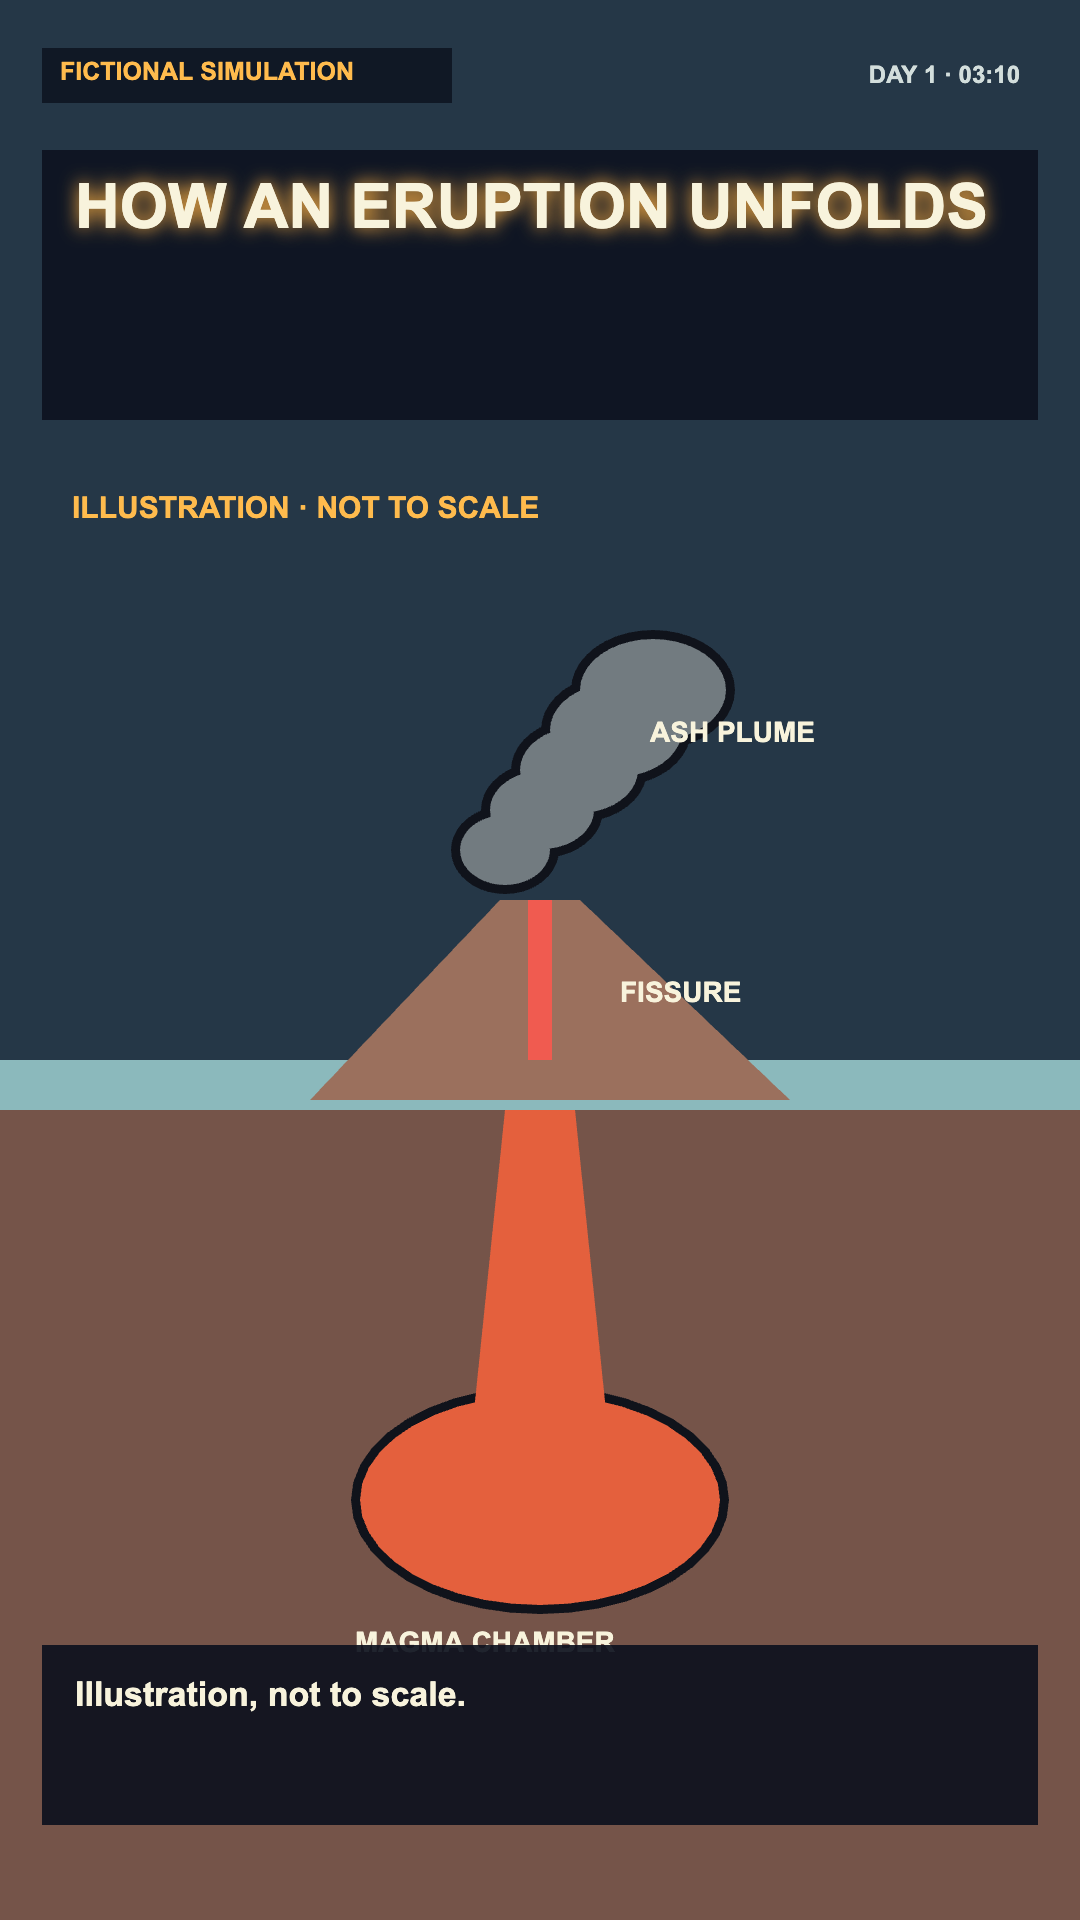 FICTIONAL SIMULATION
DAY 1 · 03:10
HOW AN ERUPTION UNFOLDS
ILLUSTRATION · NOT TO SCALE
ASH PLUME
FISSURE
MAGMA CHAMBER
Illustration, not to scale.